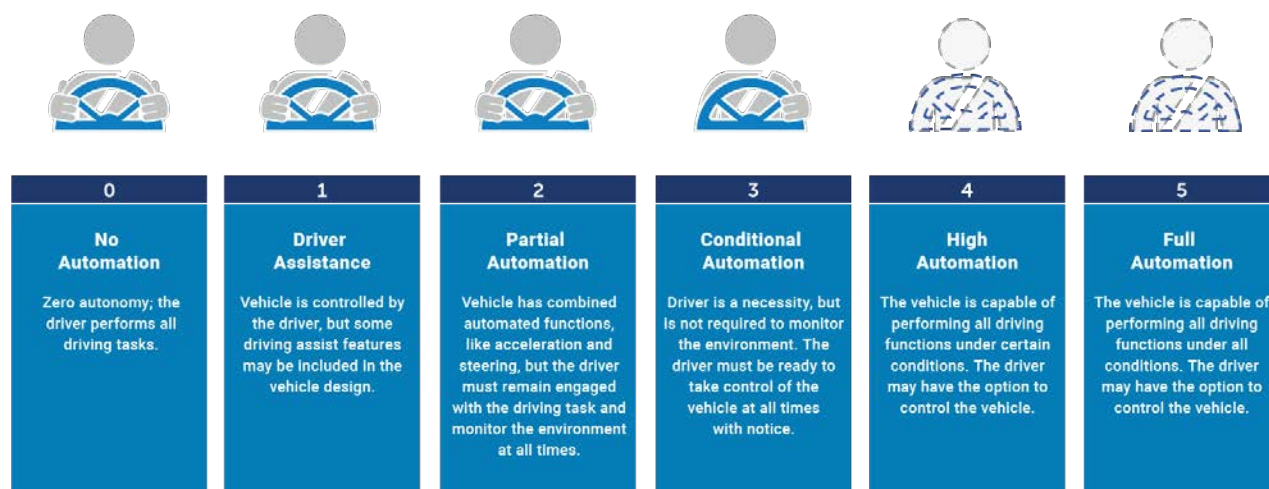 0
No
Automation
Zero autonomy; the
driver performs all
driving tasks.
1
Driver
Assistance
Vehicle is controlled by
the driver, but some
driving assist features
may be included in the
vehicle design.
2
Partial
Automation
Vehicle has combined
automated functions,
like acceleration and
steering, but the driver
must remain engaged
with the driving task and
monitor the environment
at all times.
3
Conditional
Automation
Driver is a necessity, but
is not required to monitor
the environment. The
driver must be ready to
take control of the
vehicle at all times
with notice.
4
High
Automation
The vehicle is capable of
performing all driving
functions under certain
conditions. The driver
may have the option to
control the vehicle.
5
Full
Automation
The vehicle is capable of
performing all driving
functions under all
conditions. The driver
may have the option to
control the vehicle.